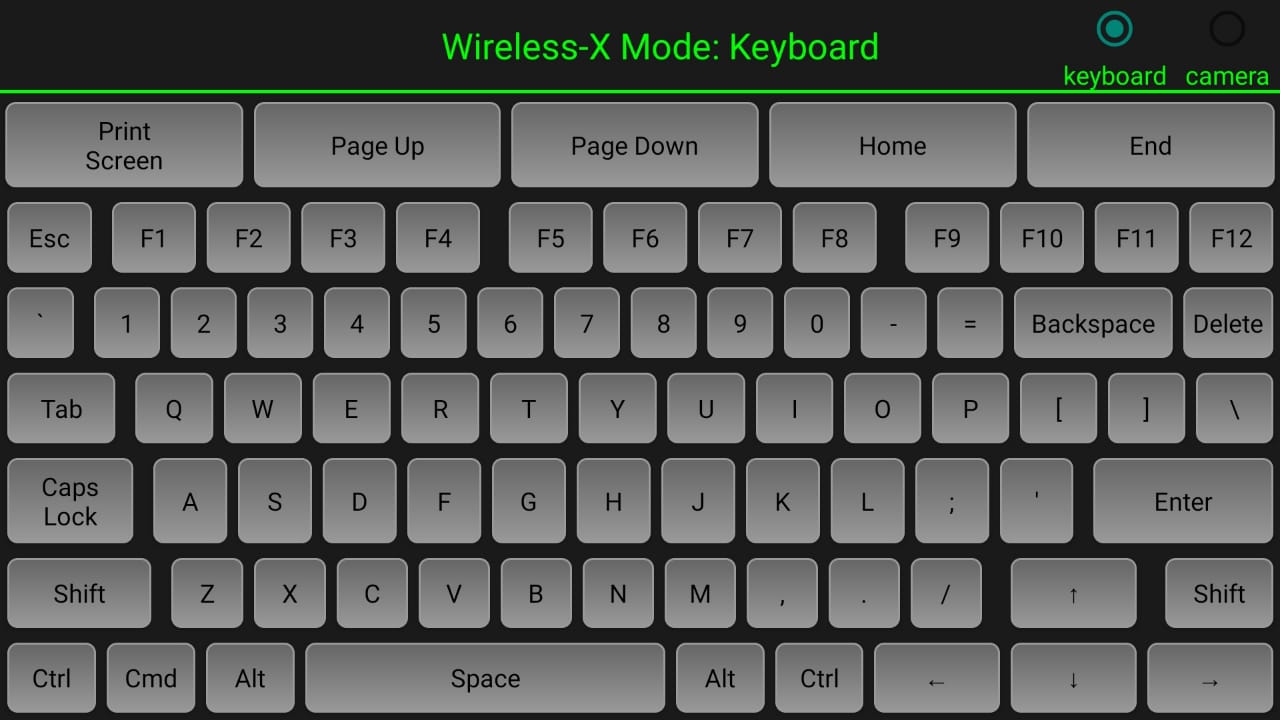 Wireless-X Mode: Keyboard
keyboard camera
Print
Screen
Page Up Page Down Home End
Esc F1 F2 F3 F4 F5 F6 F7 F8 F9 F10 F11 F12
` 1 2 3 4 5 6 7 8 9 0 - = Backspace Delete
Tab Q W E R T Y U I O P [ ] \
Caps
Lock
A S D F G H J K L ; ' Enter
Shift Z X C V B N M , . / ↑ Shift
Ctrl Cmd Alt Space Alt Ctrl ← ↓ →